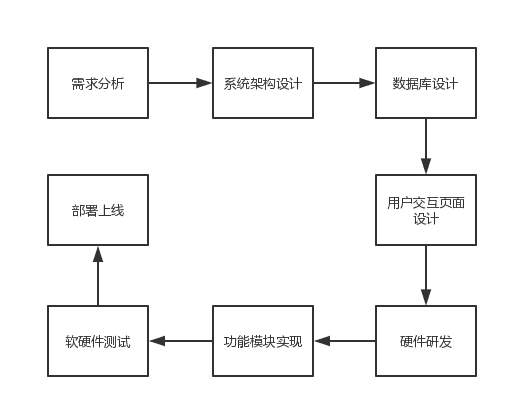 需求分析
系统架构设计
数据库设计
用户交互页面
设计
硬件研发
功能模块实现
软硬件测试
部署上线